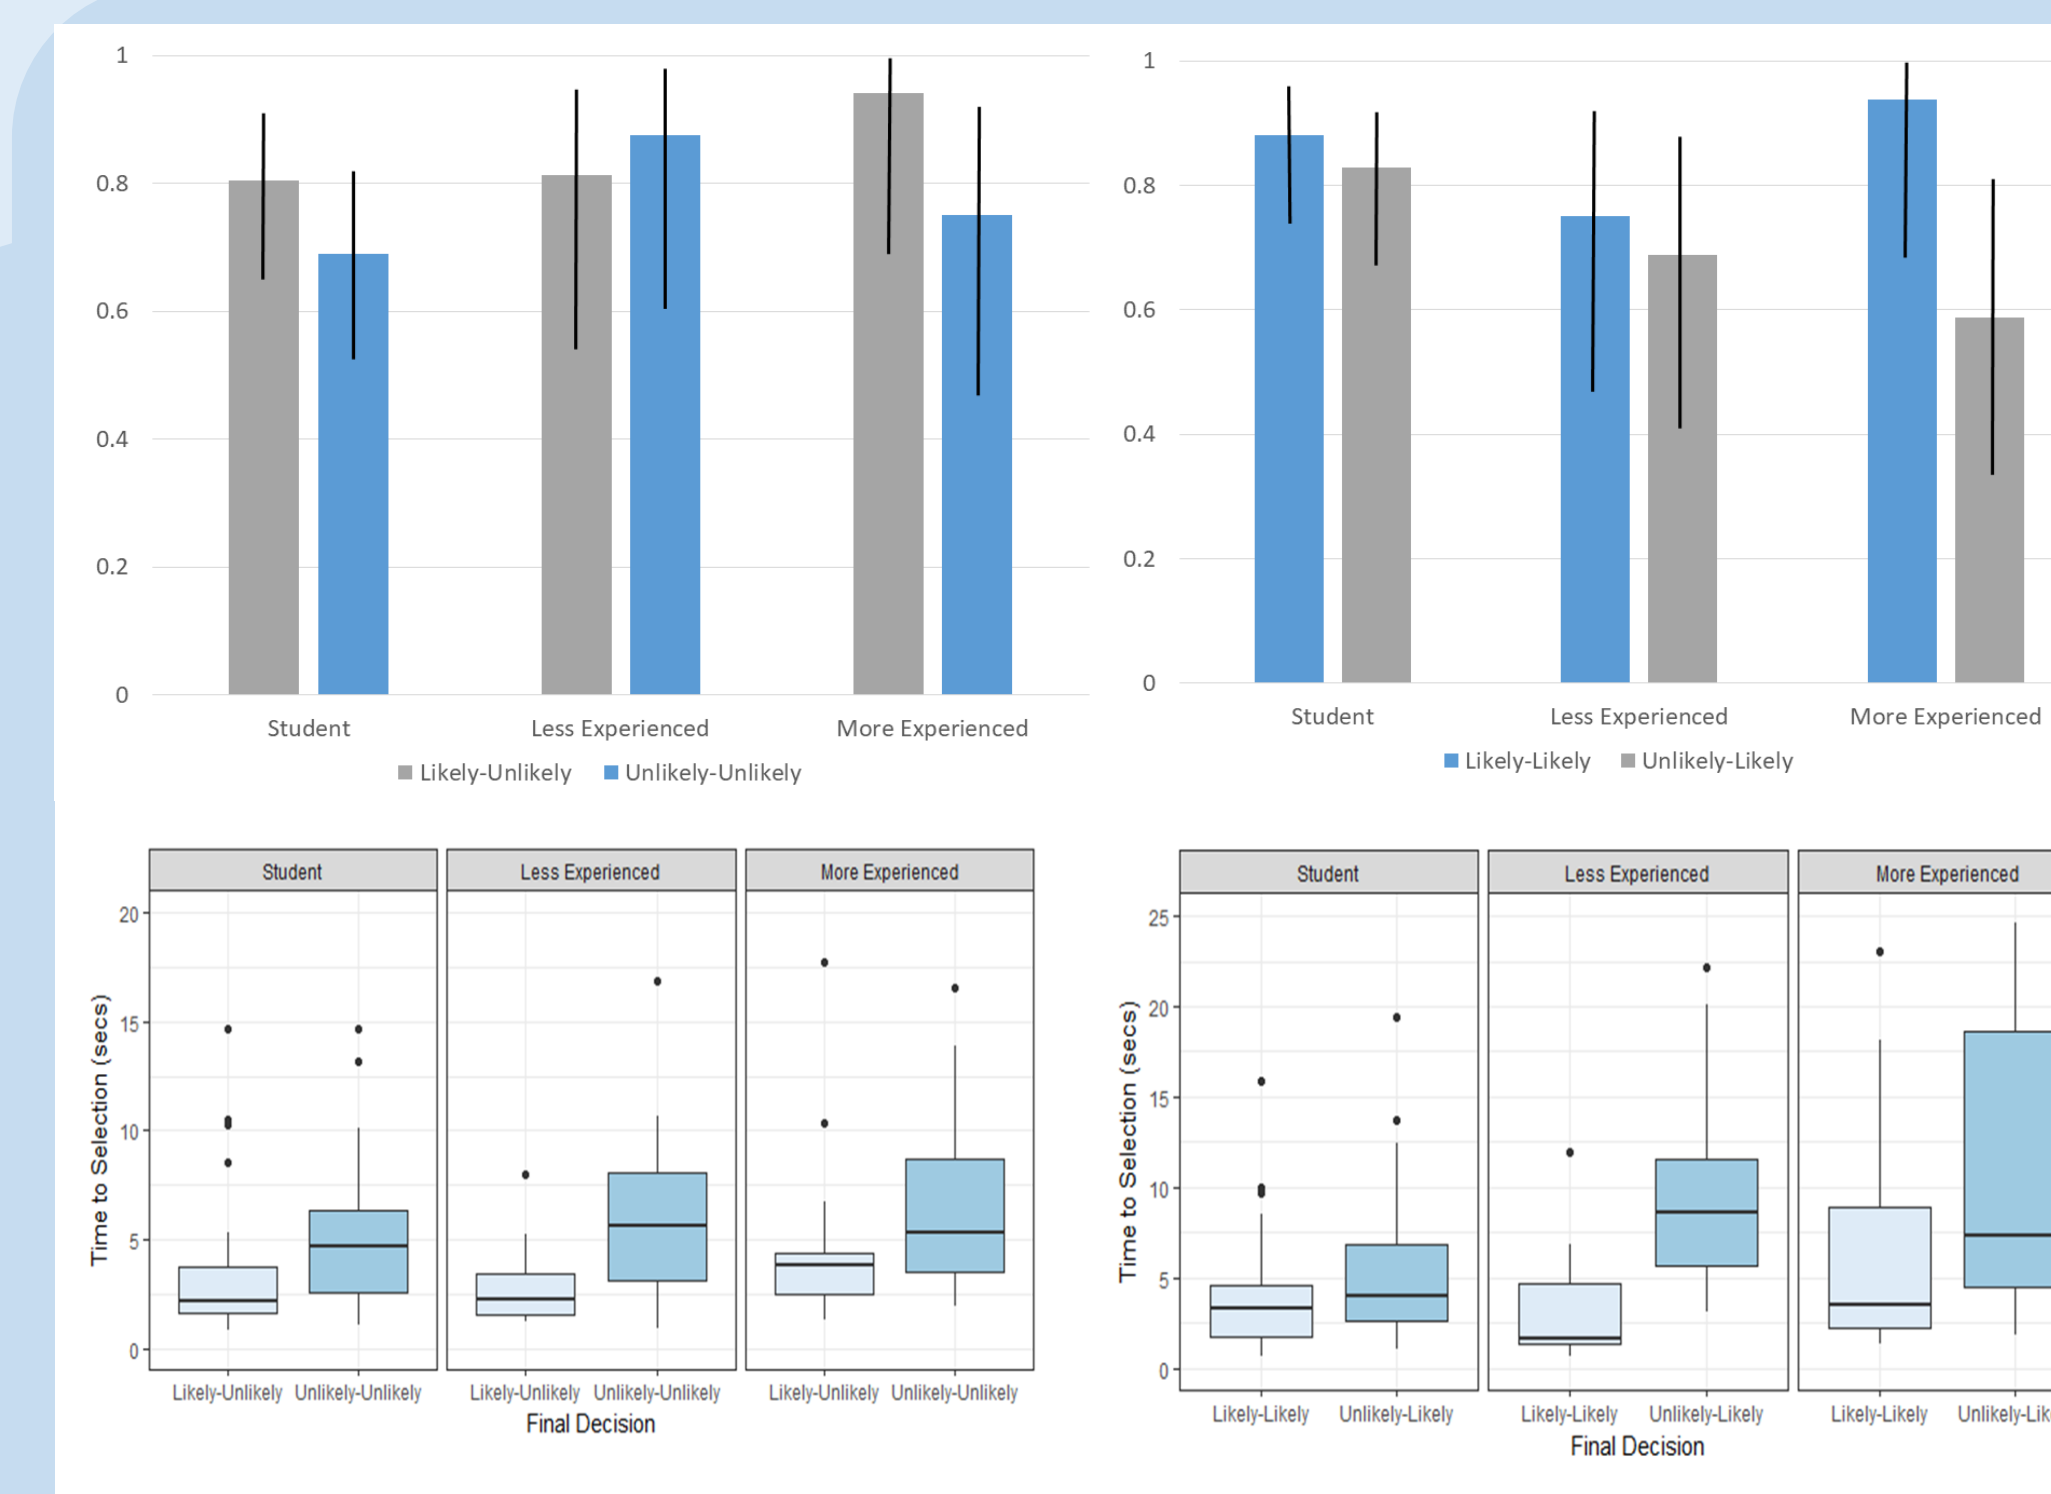 1
0.8
0.6
0.4
0.2
0
Student Less Experienced More Experienced
Likely-Unlikely Unlikely-Unlikely
1
0.8
0.6
0.4
0.2
0
Student Less Experienced More Experienced
Likely-Likely Unlikely-Likely
Student Less Experienced More Experienced
Time to Selection (secs)
20
15
10
5
0
Likely-Unlikely Unlikely-Unlikely Likely-Unlikely Unlikely-Unlikely Likely-Unlikely Unlikely-Unlikely
Final Decision
Student Less Experienced More Experienced
Time to Selection (secs)
25
20
15
10
5
0
Likely-Likely Unlikely-Likely Likely-Likely Unlikely-Likely Likely-Likely Unlikely-Lik
Final Decision